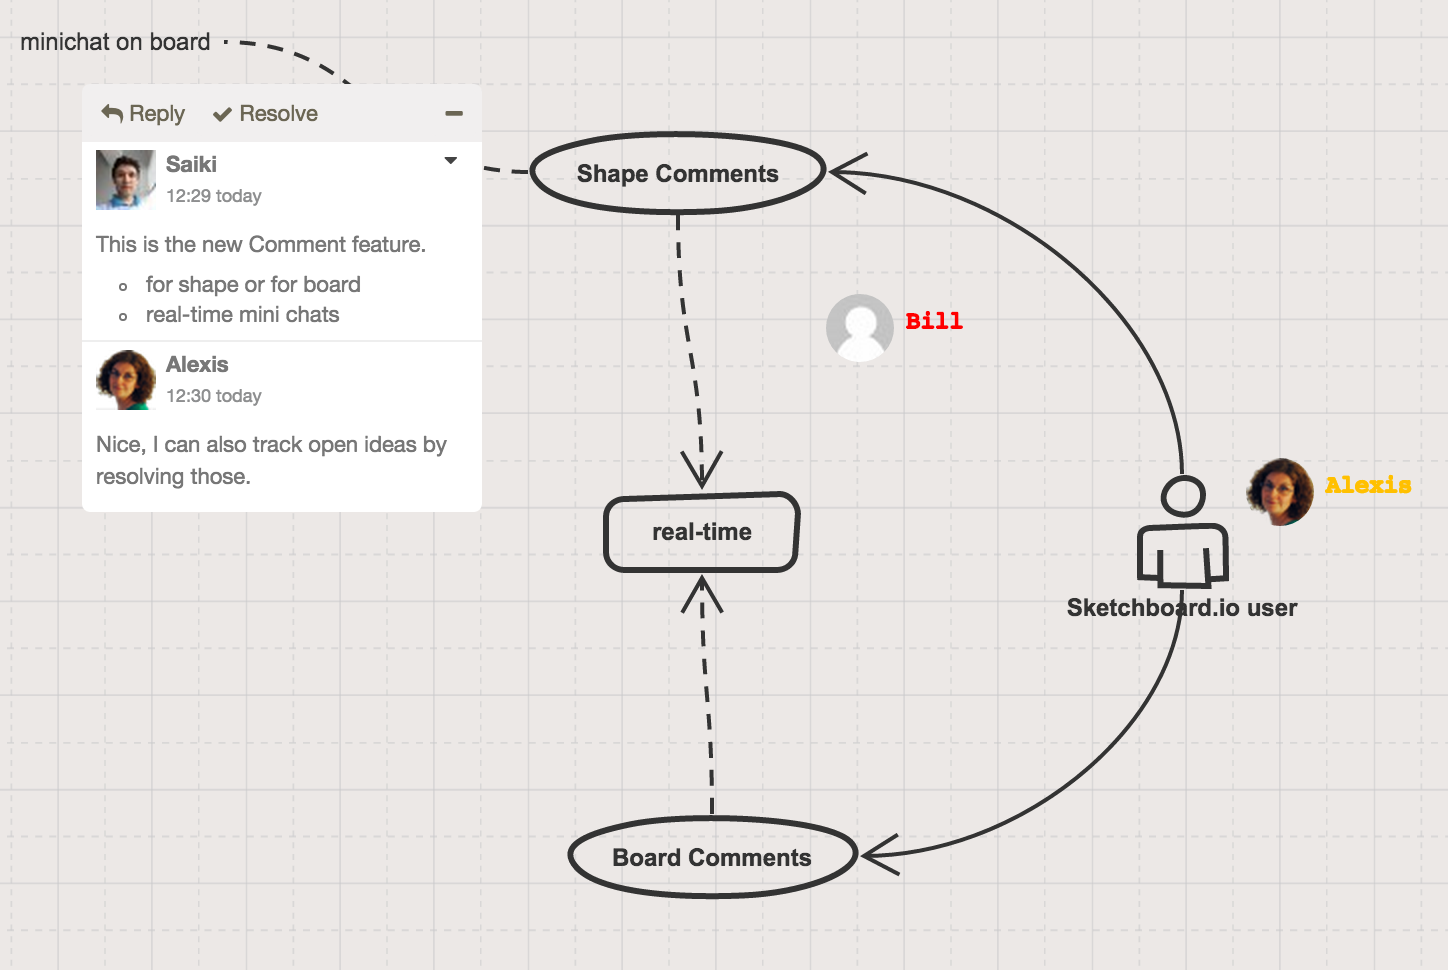 minichat on board
Reply Resolve
Saiki
12:29 today
This is the new Comment feature.
for shape or for board
real-time mini chats
Alexis
12:30 today
Nice, I can also track open ideas by
resolving those.
Shape Comments
Bill
real-time
Alexis
Sketchboard.io user
Board Comments